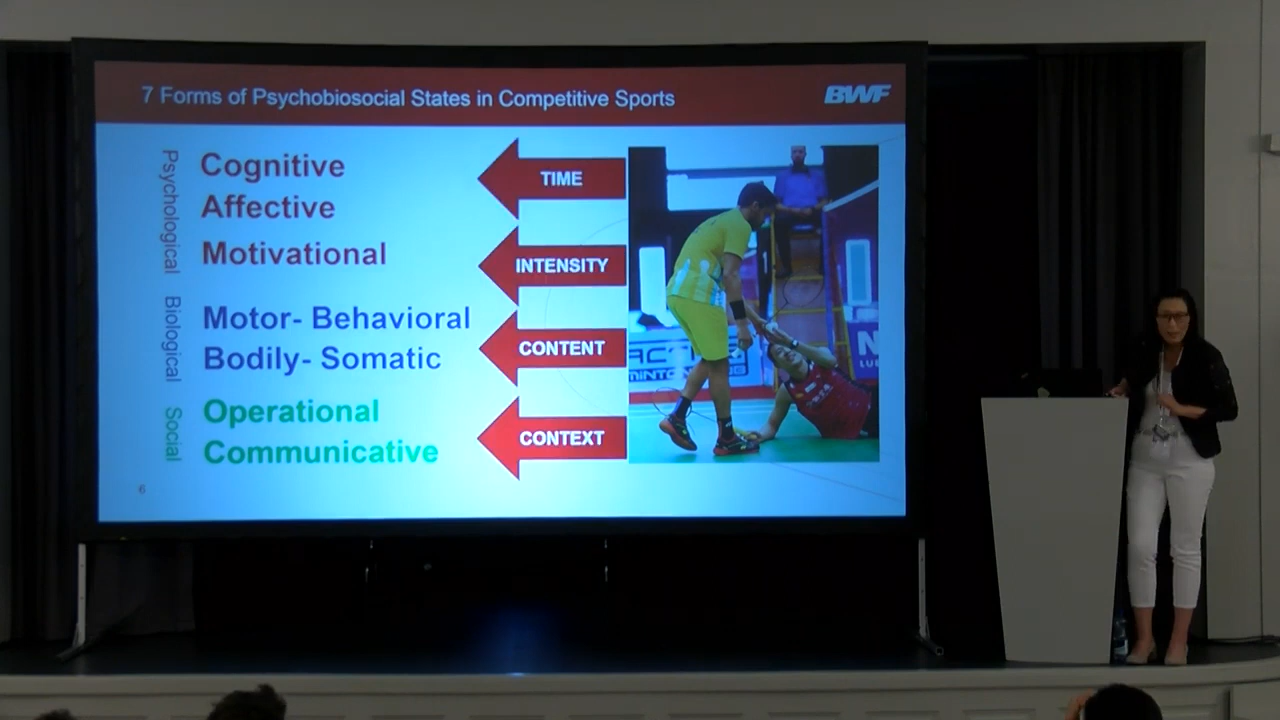 7 Forms of Psychobiosocial States in Competitive Sports
BWF
Psychological
Cognitive
Affective
Motivational
Biological
Motor- Behavioral
Bodily- Somatic
Social
Operational
Communicative
TIME
INTENSITY
CONTENT
CONTEXT
6